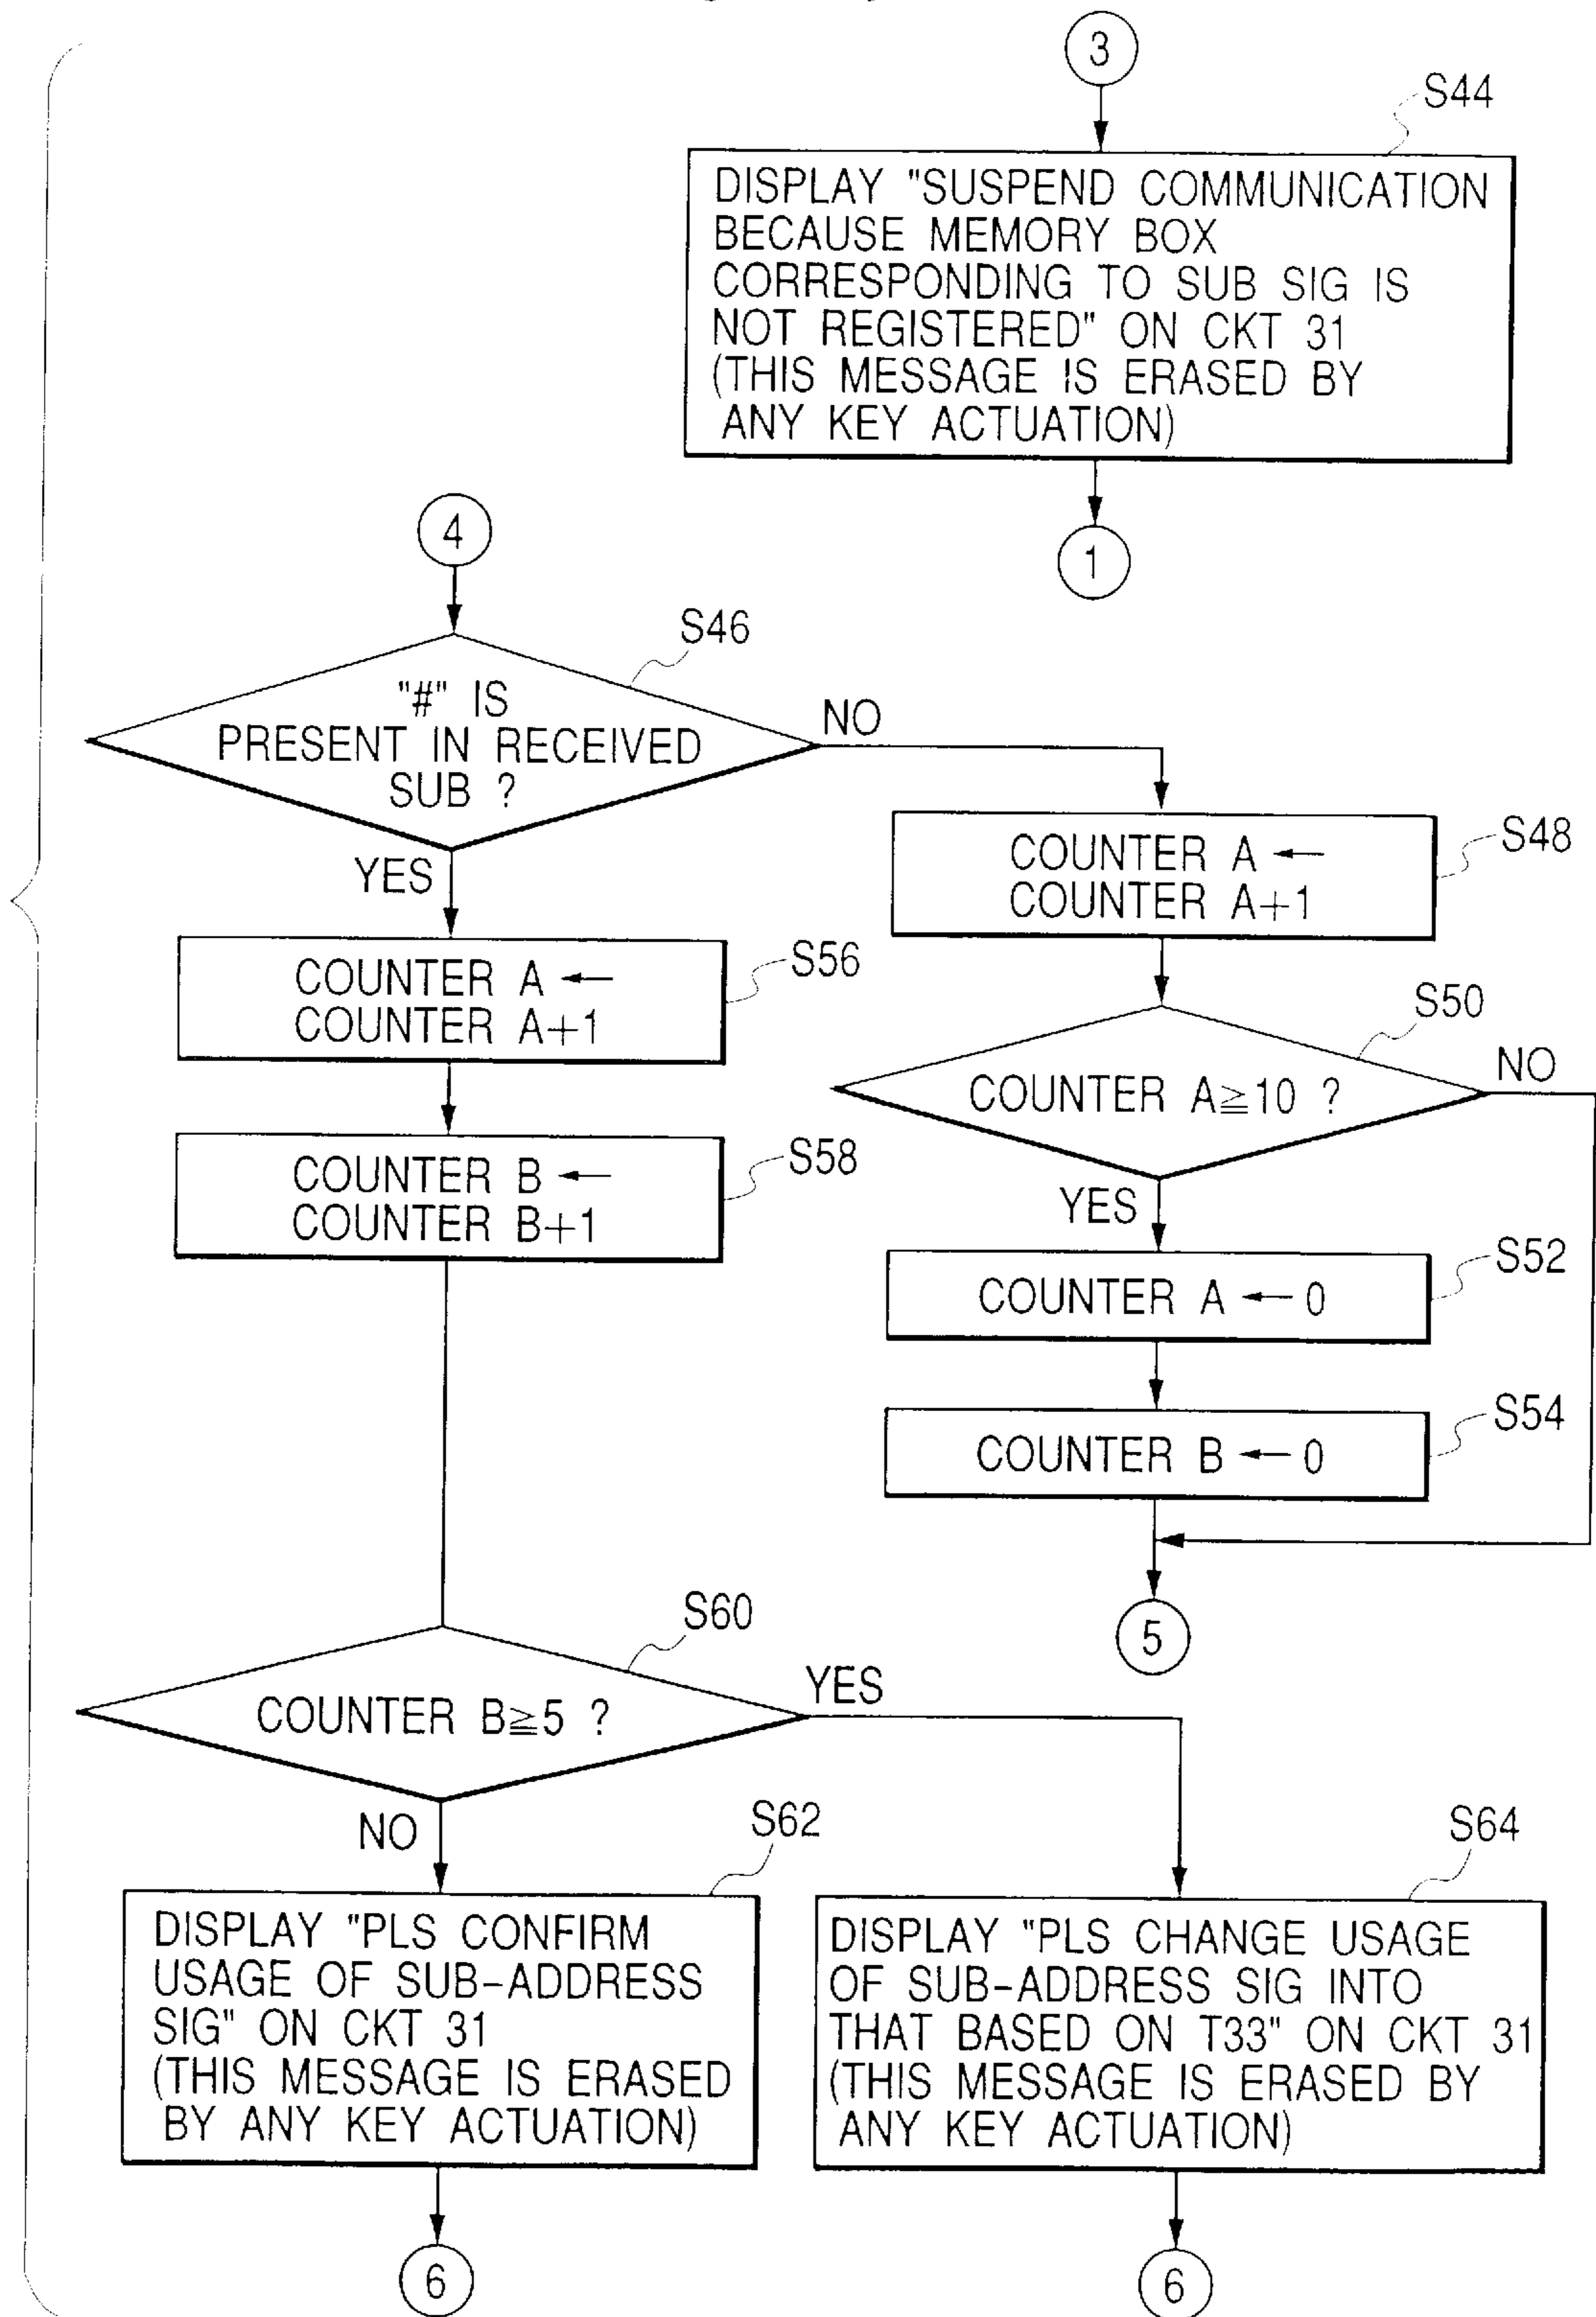 3
S44
DISPLAY "SUSPEND COMMUNICATION
BECAUSE MEMORY BOX
CORRESPONDING TO SUB SIG IS
NOT REGISTERED" ON CKT 31
(THIS MESSAGE IS ERASED BY
ANY KEY ACTUATION)
1
4
S46
"#" IS
PRESENT IN RECEIVED
SUB ?
NO
YES
S48
COUNTER A ←
COUNTER A+1
S56
COUNTER A ←
COUNTER A+1
S50
COUNTER A≧10 ?
NO
YES
S58
COUNTER B ←
COUNTER B+1
S52
COUNTER A ← 0
S54
COUNTER B ← 0
5
S60
COUNTER B≧5 ?
YES
NO
S62
DISPLAY "PLS CONFIRM
USAGE OF SUB-ADDRESS
SIG" ON CKT 31
(THIS MESSAGE IS ERASED
BY ANY KEY ACTUATION)
6
S64
DISPLAY "PLS CHANGE USAGE
OF SUB-ADDRESS SIG INTO
THAT BASED ON T33" ON CKT 31
(THIS MESSAGE IS ERASED BY
ANY KEY ACTUATION)
6